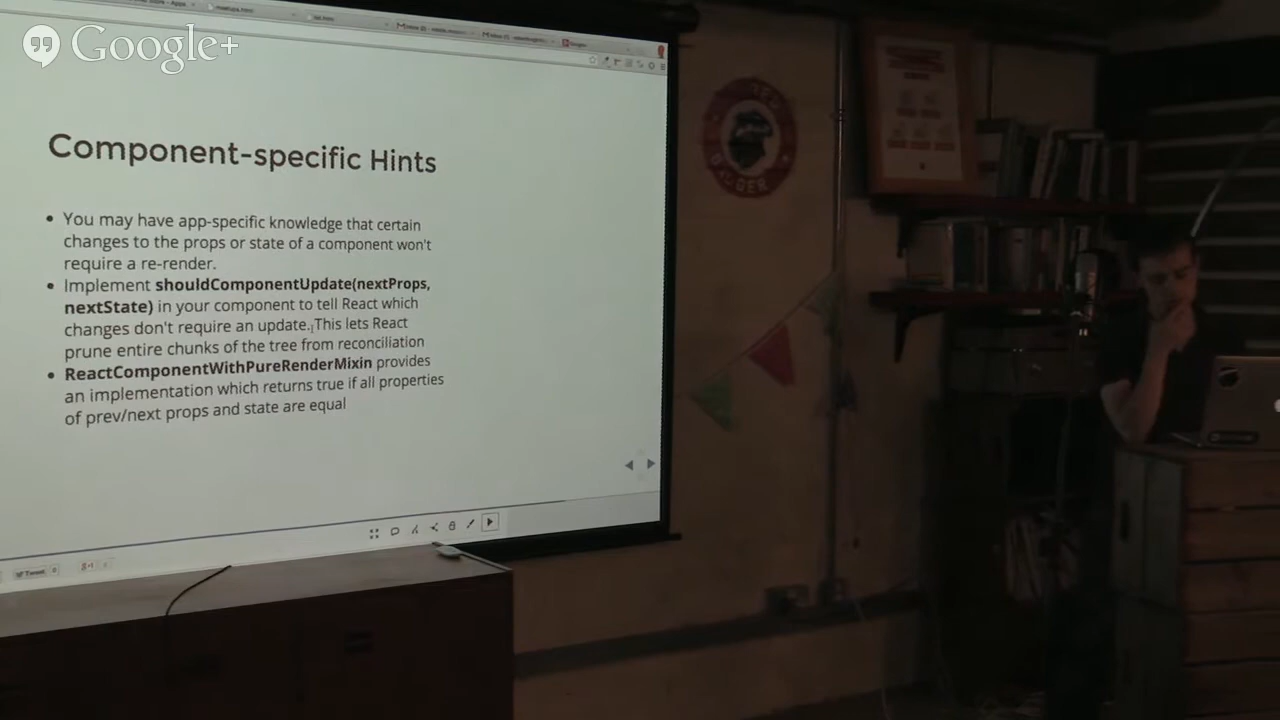 Google+
meetups.html
Component-specific Hints
• You may have app-specific knowledge that certain
changes to the props or state of a component won't
require a re-render.
• Implement shouldComponentUpdate(nextProps,
nextState) in your component to tell React which
changes don't require an update. This lets React
prune entire chunks of the tree from reconciliation
• ReactComponentWithPureRenderMixin provides
an implementation which returns true if all properties
of prev/next props and state are equal
Tweet